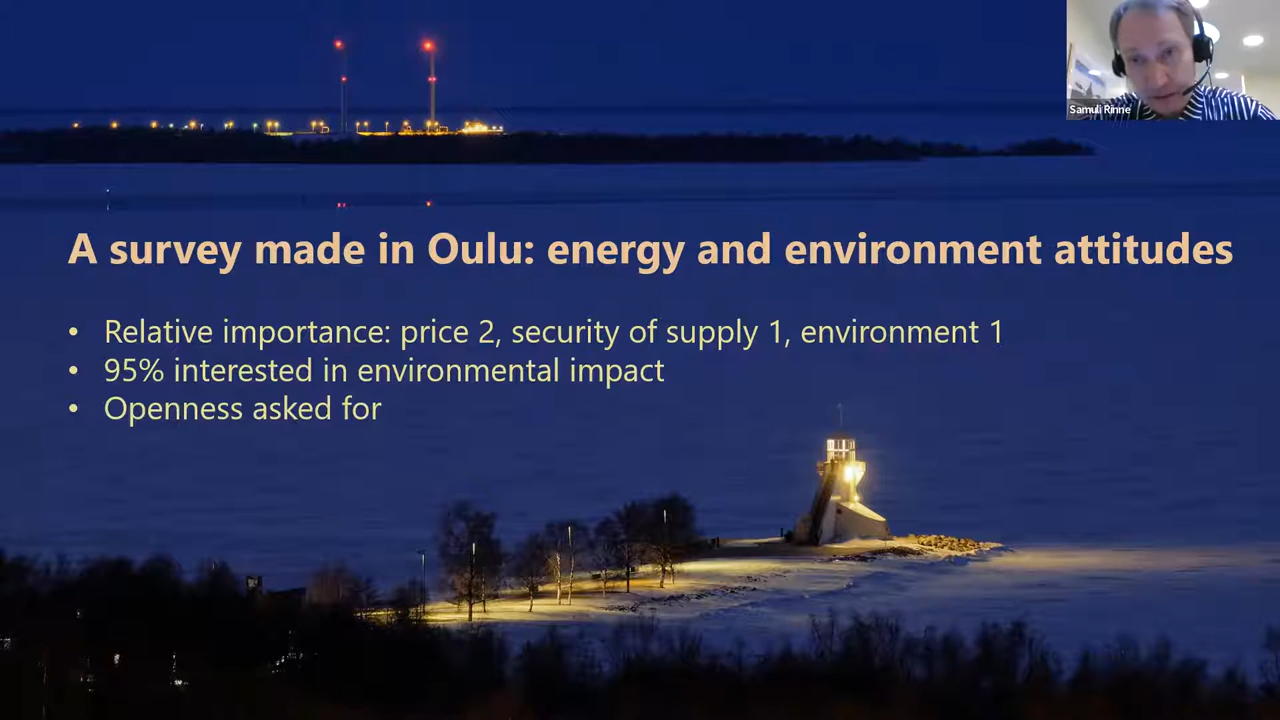 Samuli Rinne
A survey made in Oulu: energy and environment attitudes
• Relative importance: price 2, security of supply 1, environment 1
• 95% interested in environmental impact
• Openness asked for